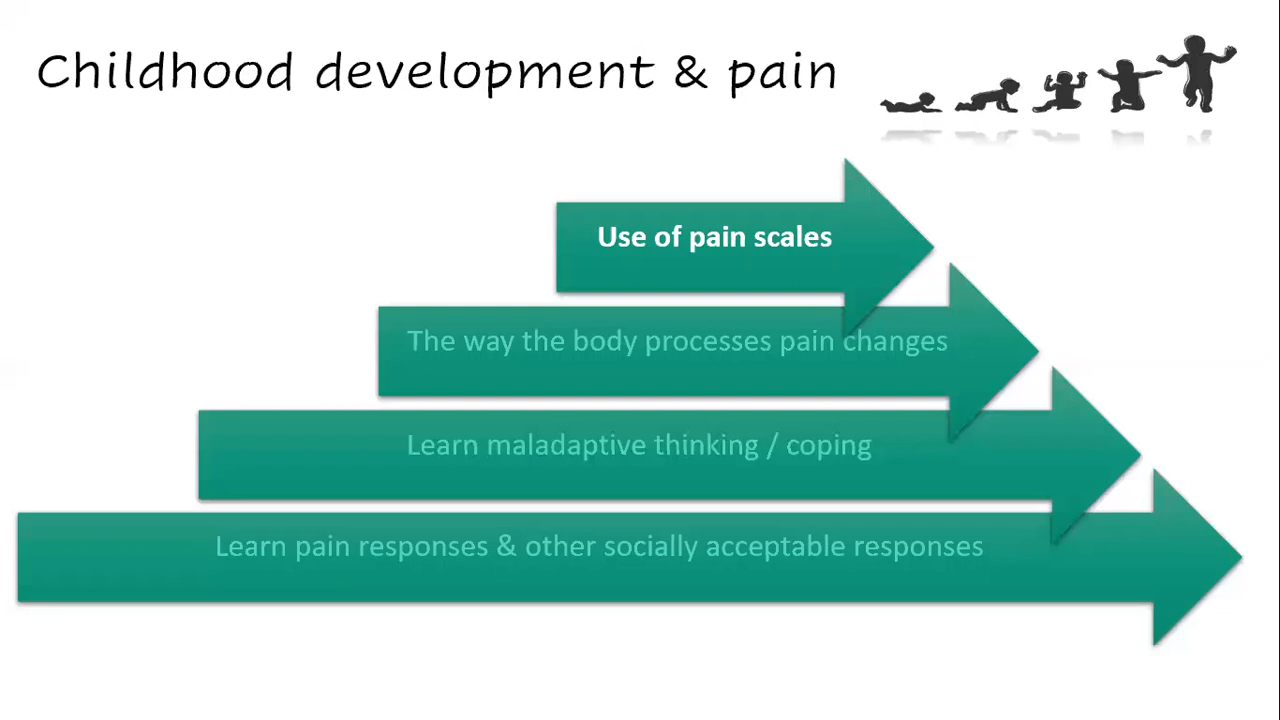 Childhood development & pain
Use of pain scales
The way the body processes pain changes
Learn maladaptive thinking / coping
Learn pain responses & other socially acceptable responses